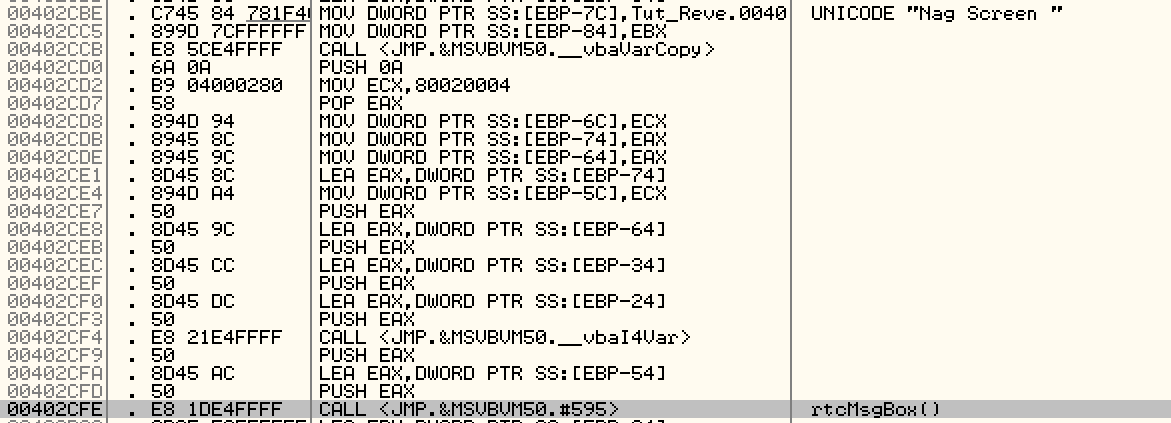 00402CBE . C745 84 781F4 MOV DWORD PTR SS:[EBP-7C],Tut_Reve.0040 UNICODE "Nag Screen "
00402CC5 . 899D 7CFFFFFF MOV DWORD PTR SS:[EBP-84],EBX
00402CCB . E8 5CE4FFFF CALL <JMP.&MSVBVM50.__vbaVarCopy>
00402CD0 . 6A 0A PUSH 0A
00402CD2 . B9 04000280 MOV ECX,80020004
00402CD7 . 58 POP EAX
00402CD8 . 894D 94 MOV DWORD PTR SS:[EBP-6C],ECX
00402CDB . 8945 8C MOV DWORD PTR SS:[EBP-74],EAX
00402CDE . 8945 9C MOV DWORD PTR SS:[EBP-64],EAX
00402CE1 . 8D45 8C LEA EAX,DWORD PTR SS:[EBP-74]
00402CE4 . 894D A4 MOV DWORD PTR SS:[EBP-5C],ECX
00402CE7 . 50 PUSH EAX
00402CE8 . 8D45 9C LEA EAX,DWORD PTR SS:[EBP-64]
00402CEB . 50 PUSH EAX
00402CEC . 8D45 CC LEA EAX,DWORD PTR SS:[EBP-34]
00402CEF . 50 PUSH EAX
00402CF0 . 8D45 DC LEA EAX,DWORD PTR SS:[EBP-24]
00402CF3 . 50 PUSH EAX
00402CF4 . E8 21E4FFFF CALL <JMP.&MSVBVM50.__vbaI4Var>
00402CF9 . 50 PUSH EAX
00402CFA . 8D45 AC LEA EAX,DWORD PTR SS:[EBP-54]
00402CFD . 50 PUSH EAX
00402CFE . E8 1DE4FFFF CALL <JMP.&MSVBVM50.#595> rtcMsgBox()